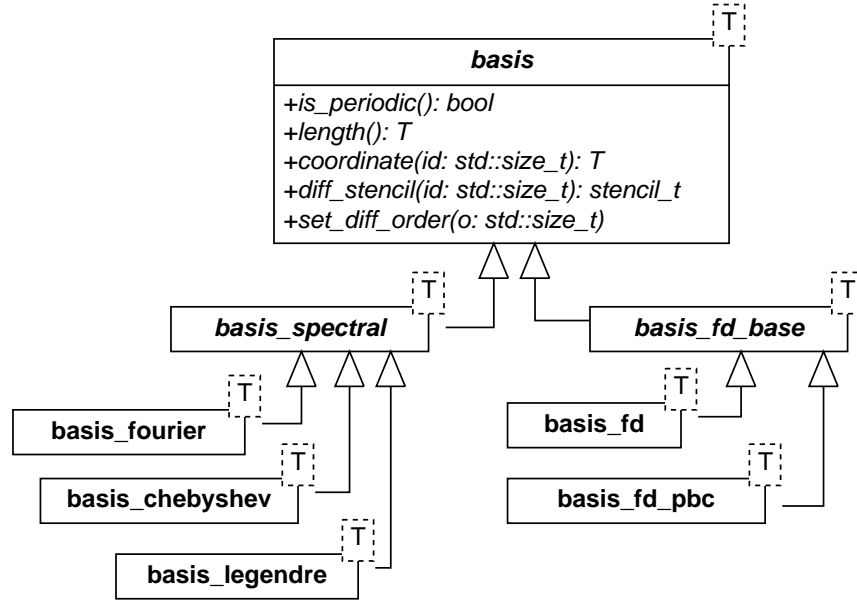 T
basis
+is_periodic(): bool
+length(): T
+coordinate(id: std::size_t): T
+diff_stencil(id: std::size_t): stencil_t
+set_diff_order(o: std::size_t)
T
basis_spectral
T
basis_fd_base
T
basis_fourier
T
basis_fd
T
basis_chebyshev
T
basis_fd_pbc
T
basis_legendre